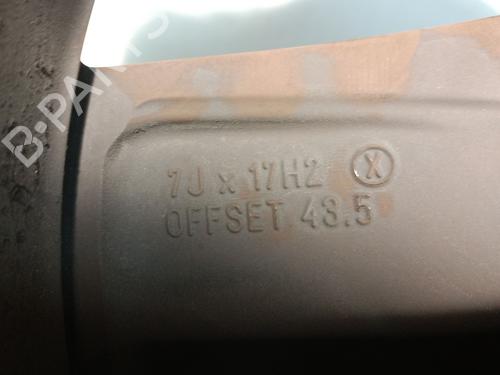 B-PARTS
7J x 17H2 Ⓧ
OFFSET 43.5